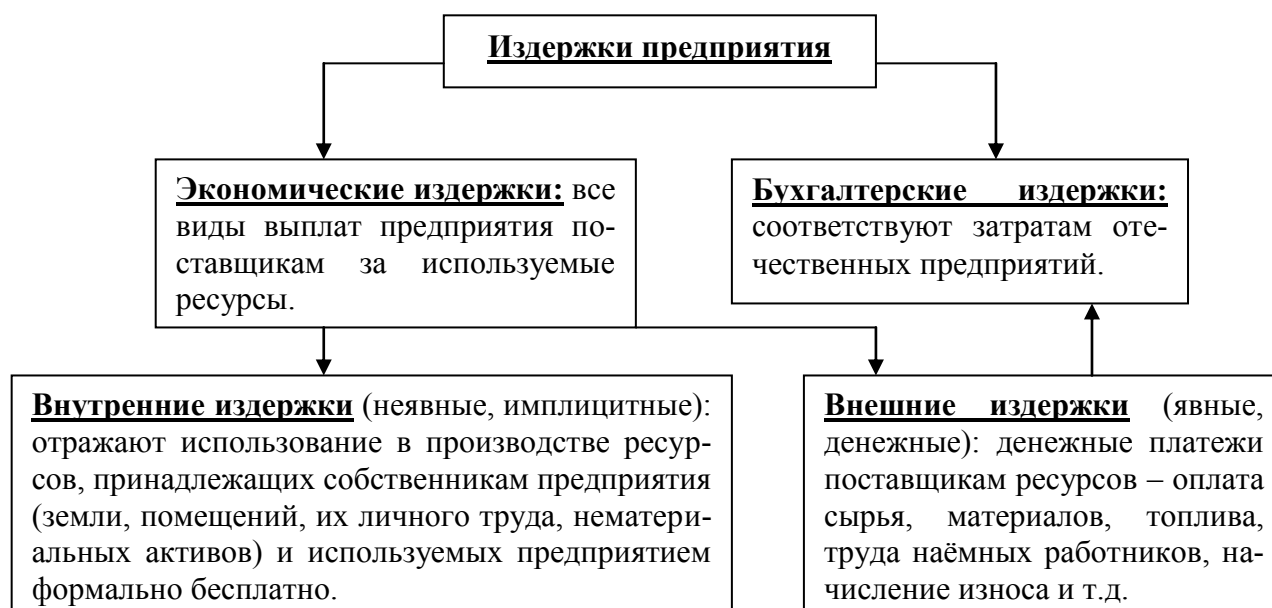 Издержки предприятия
Экономические издержки: все
виды выплат предприятия по-
ставщикам за используемые
ресурсы.
Бухгалтерские издержки:
соответствуют затратам оте-
чественных предприятий.
Внутренние издержки (неявные, имплицитные):
отражают использование в производстве ресур-
сов, принадлежащих собственникам предприятия
(земли, помещений, их личного труда, нематери-
альных активов) и используемых предприятием
формально бесплатно.
Внешние издержки (явные,
денежные): денежные платежи
поставщикам ресурсов – оплата
сырья, материалов, топлива,
труда наёмных работников, на-
числение износа и т.д.